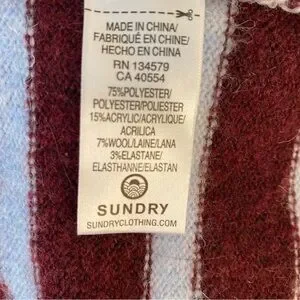 MADE IN CHINA/
FABRIQUÉ EN CHINE/
HECHO EN CHINA
RN 134579
CA 40554
75%POLYESTER/
POLYESTER/POLIESTER
15%ACRYLIC/ACRYLIQUE/
ACRILICA
7%WOOL/LAINE/LANA
3%ELASTANE/
ELASTHANNE/ELASTAN
SUNDRY
SUNDRYCLOTHING.COM